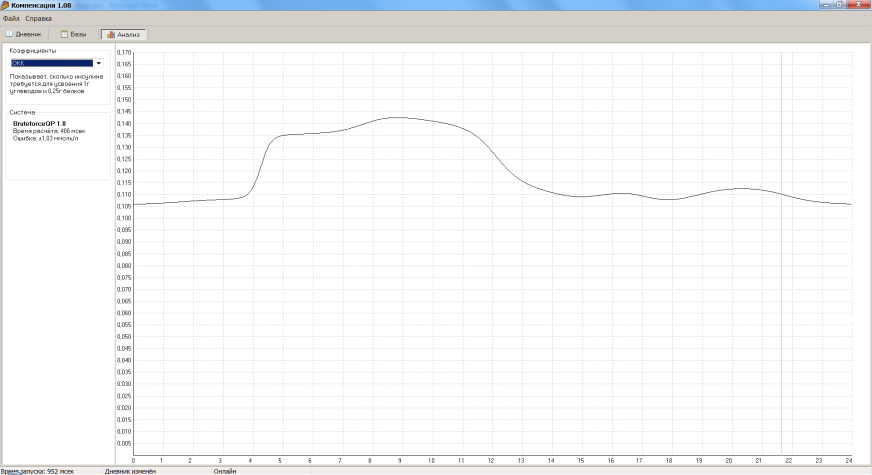 Компенсация 1.08
Файл Справка
Дневник Базы Анализ
Коэффициенты
ОКК
Показывает, сколько инсулина
требуется для усвоения 1г
углеводов и 0,25г белков
Система
BruteforceQP 1.0
Время расчёта: 406 мсек
Ошибка: ±1,03 ммоль/л
0,170
0,165
0,160
0,155
0,150
0,145
0,140
0,135
0,130
0,125
0,120
0,115
0,110
0,105
0,100
0,095
0,090
0,085
0,080
0,075
0,070
0,065
0,060
0,055
0,050
0,045
0,040
0,035
0,030
0,025
0,020
0,015
0,010
0,005
0 1 2 3 4 5 6 7 8 9 10 11 12 13 14 15 16 17 18 19 20 21 22 23 24
Время запуска: 952 мсек Дневник изменён Онлайн